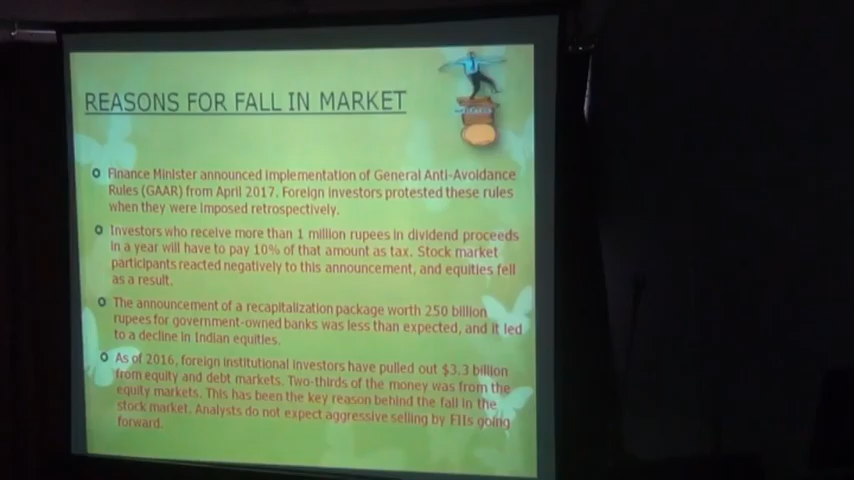 REASONS FOR FALL IN MARKET
Finance Minister announced implementation of General Anti-Avoidance
Rules (GAAR) from April 2017. Foreign investors protested these rules
when they were imposed retrospectively.
Investors who receive more than 1 million rupees in dividend proceeds
in a year will have to pay 10% of that amount as tax. Stock market
participants reacted negatively to this announcement, and equities fell
as a result.
The announcement of a recapitalization package worth 250 billion
rupees for government-owned banks was less than expected, and it led
to a decline in Indian equities.
As of 2016, foreign institutional investors have pulled out $3.3 billion
from equity and debt markets. Two-thirds of the money was from the
equity markets. This has been the key reason behind the fall in the
stock market. Analysts do not expect aggressive selling by FIIs going
forward.